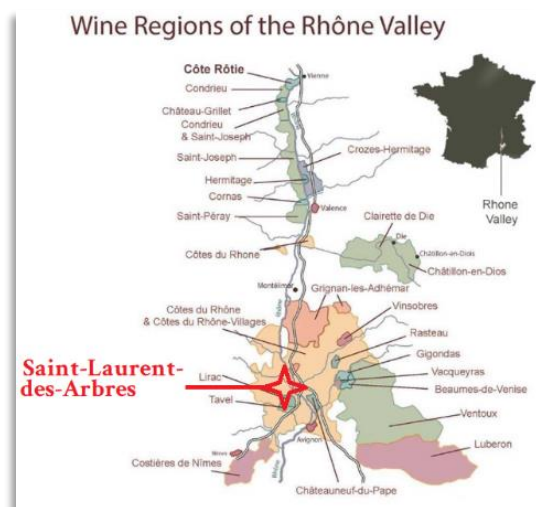 Wine Regions of the Rhône Valley
Côte Rôtie
Vienne
Condrieu
Château-Grillet
Condrieu
& Saint-Joseph
Saint-Joseph
Crozes-Hermitage
Hermitage
Cornas
Valence
Saint-Péray
Rhone
Valley
Clairette de Die
Die
Côtes du Rhone
Châtillon-en-Diois
Châtillon-en-Dios
Montélimar
Grignan-les-Adhémar
Côtes du Rhône
& Côtes du Rhône-Villages
Vinsobres
Rasteau
Saint-Laurent-
des-Arbres
Gigondas
Lirac
Vacqueyras
Tavel
Beaumes-de-Venise
Ventoux
Avignon
Nîmes
Luberon
Costières de Nîmes
Rhône
Châteauneuf-du-Pape